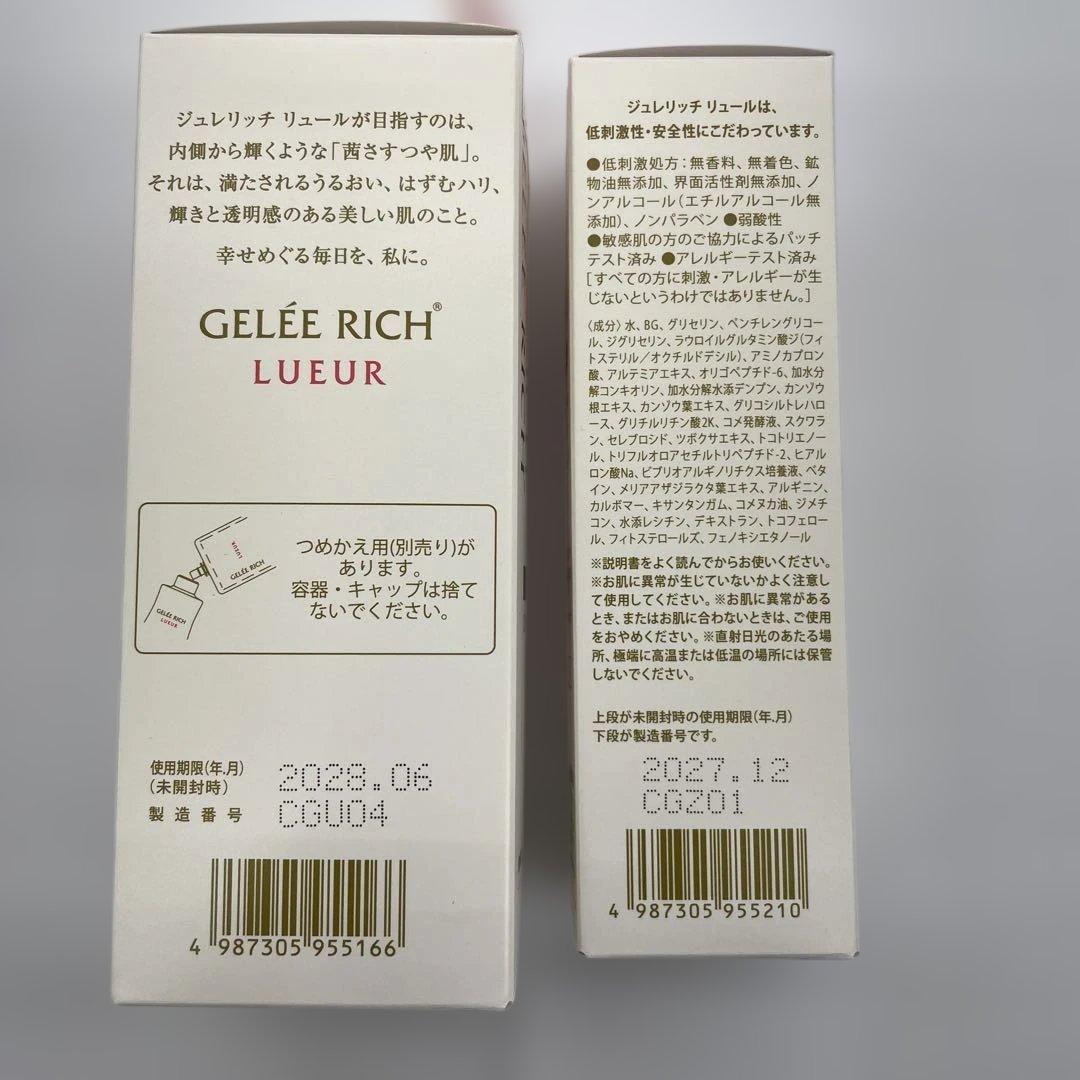 ジュレリッチ リュールが目指すのは、
内側から輝くような「茜さすつや肌」。
それは、満たされるうるおい、はずむハリ、
輝きと透明感のある美しい肌のこと。
幸せめぐる毎日を、私に。
GELÉE RICH®
LUEUR
つめかえ用(別売り)が
あります。
容器・キャップは捨て
ないでください。
GELÉE RICH
LUEUR
GELÉE RICH
LUEUR
使用期限(年.月)
(未開封時)
2028.06
製造番号
CGU04
4 987305 955166
ジュレリッチ リュールは、
低刺激性・安全性にこだわっています。
●低刺激処方：無香料、無着色、鉱
物油無添加、界面活性剤無添加、ノ
ンアルコール（エチルアルコール無
添加）、ノンパラベン ●弱酸性
●敏感肌の方のご協力によるパッチ
テスト済み ●アレルギーテスト済み
［すべての方に刺激・アレルギーが生
じないというわけではありません。］
〈成分〉水、BG、グリセリン、ペンチレングリコー
ル、ジグリセリン、ラウロイルグルタミン酸ジ（フィ
トステリル／オクチルドデシル）、アミノカプロン
酸、アルテミアエキス、オリゴペプチド-6、加水分
解コンキオリン、加水分解水添デンプン、カンゾウ
根エキス、カンゾウ葉エキス、グリコシルトレハロ
ース、グリチルリチン酸2K、コメ発酵液、スクワラ
ン、セレブロシド、ツボクサエキス、トコトリエノー
ル、トリフルオロアセチルトリペプチド-2、ヒアル
ロン酸Na、ビブリオアルギノリチクス培養液、ベタ
イン、メリアアザジラクタ葉エキス、アルギニン、
カルボマー、キサンタンガム、コメヌカ油、ジメチ
コン、水添レシチン、デキストラン、トコフェロー
ル、フィトステロールズ、フェノキシエタノール
※説明書をよく読んでからお使いください。
※お肌に異常が生じていないかよく注意し
て使用してください。※お肌に異常がある
とき、またはお肌に合わないときは、ご使用
をおやめください。※直射日光のあたる場
所、極端に高温または低温の場所には保管
しないでください。
上段が未開封時の使用期限(年.月)
下段が製造番号です。
2027.12
CGZ01
4 987305 955210